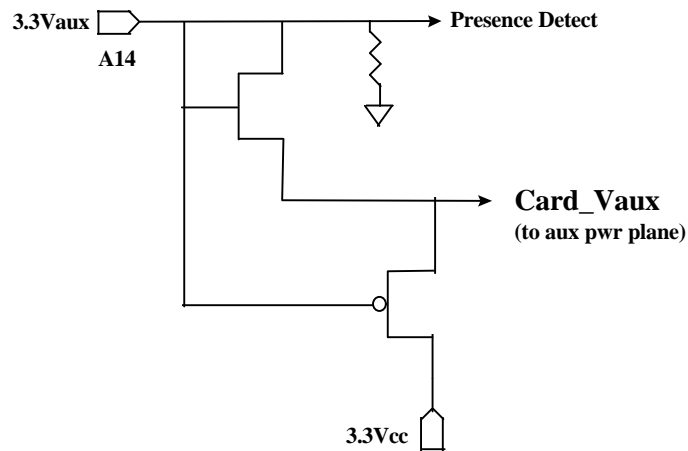 3.3Vaux
Presence Detect
A14
Card_Vaux
(to aux pwr plane)
3.3Vcc